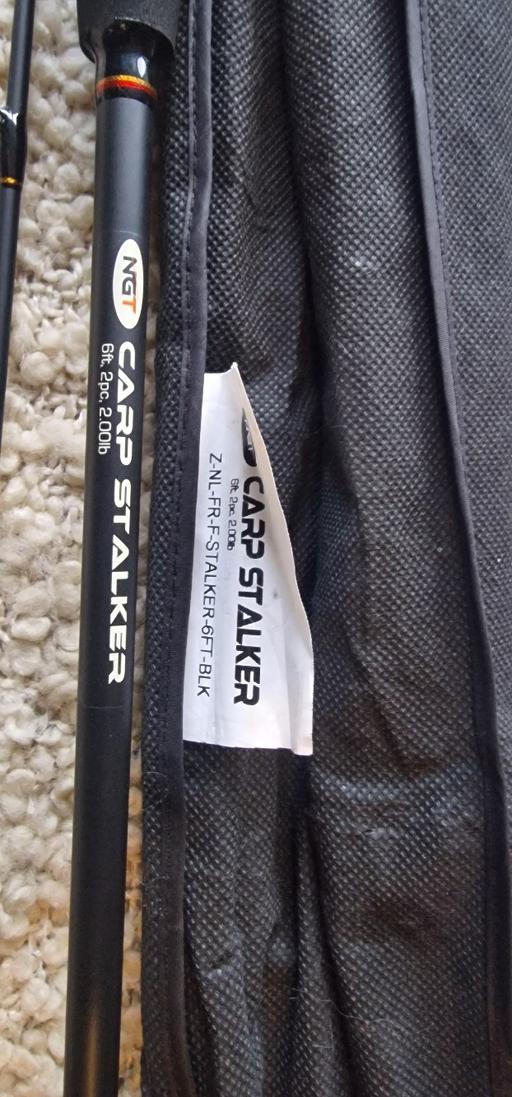 NGT CARP STALKER
6ft, 2pc, 2.00lb
CARP STALKER
6ft, 2pc, 2.00lb
Z-NL-FR-F-STALKER-6FT-BLK